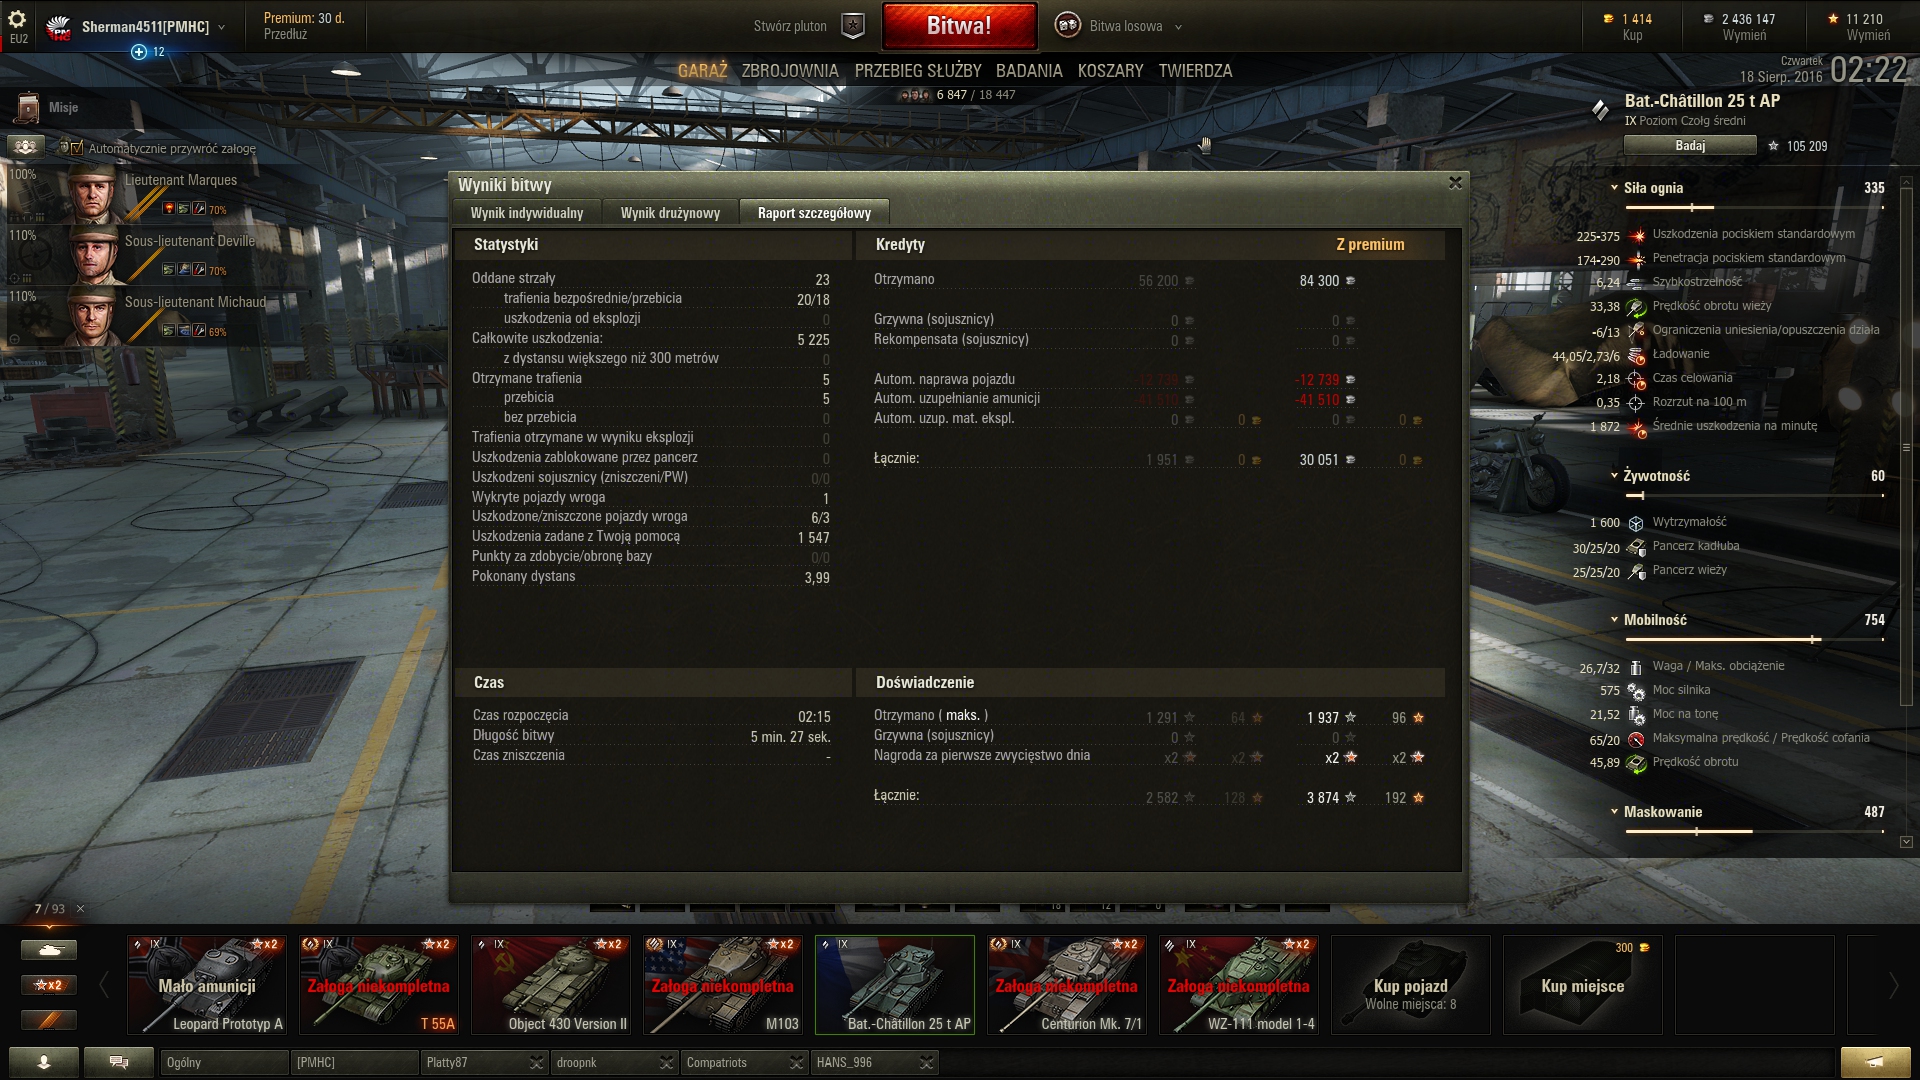 EU2
Sherman4511[PMHC]
12
Premium: 30 d.
Przedłuż
Stwórz pluton
Bitwa!
Bitwa losowa
1 414
Kup
2 436 147
Wymień
11 210
Wymień
GARAŻ ZBROJOWNIA PRZEBIEG SŁUŻBY BADANIA KOSZARY TWIERDZA
6 847 / 18 447
Czwartek
18 Sierp. 2016
02:22
Misje
Automatycznie przywróć załogę
100%
Lieutenant Marques
70%
110%
Sous-lieutenant Deville
70%
110%
Sous-lieutenant Michaud
69%
Bat.-Châtillon 25 t AP
IX Poziom Czołg średni
Badaj
105 209
Siła ognia 335
225-375 Uszkodzenia pociskiem standardowym
174-290 Penetracja pociskiem standardowym
6,24 Szybkostrzelność
33,38 Prędkość obrotu wieży
-6/13 Ograniczenia uniesienia/opuszczenia działa
44,05/2,73/6 Ładowanie
2,18 Czas celowania
0,35 Rozrzut na 100 m
1 872 Średnie uszkodzenia na minutę
Żywotność 60
1 600 Wytrzymałość
30/25/20 Pancerz kadłuba
25/25/20 Pancerz wieży
Mobilność 754
26,7/32 Waga / Maks. obciążenie
575 Moc silnika
21,52 Moc na tonę
65/20 Maksymalna prędkość / Prędkość cofania
45,89 Prędkość obrotu
Maskowanie 487
Wyniki bitwy
Wynik indywidualny
Wynik drużynowy
Raport szczegółowy
Statystyki
Oddane strzały 23
trafienia bezpośrednie/przebicia 20/18
uszkodzenia od eksplozji 0
Całkowite uszkodzenia: 5 225
z dystansu większego niż 300 metrów 0
Otrzymane trafienia 5
przebicia 5
bez przebicia 0
Trafienia otrzymane w wyniku eksplozji 0
Uszkodzenia zablokowane przez pancerz 0
Uszkodzeni sojusznicy (zniszczeni/PW) 0/0
Wykryte pojazdy wroga 1
Uszkodzone/zniszczone pojazdy wroga 6/3
Uszkodzenia zadane z Twoją pomocą 1 547
Punkty za zdobycie/obronę bazy 0/0
Pokonany dystans 3,99
Kredyty
Z premium
Otrzymano 56 200 84 300
Grzywna (sojusznicy) 0 0
Rekompensata (sojusznicy) 0 0
Autom. naprawa pojazdu -12 739 -12 739
Autom. uzupełnianie amunicji -41 510 -41 510
Autom. uzup. mat. ekspl. 0 0 0 0
Łącznie: 1 951 0 30 051 0
Czas
Czas rozpoczęcia 02:15
Długość bitwy 5 min. 27 sek.
Czas zniszczenia -
Doświadczenie
Otrzymano ( maks. ) 1 291 64 1 937 96
Grzywna (sojusznicy) 0 0
Nagroda za pierwsze zwycięstwo dnia x2 x2 x2 x2
Łącznie: 2 582 128 3 874 192
18 12 0
7 / 93
x2
IX x2
Mało amunicji
Leopard Prototyp A
IX x2
Załoga niekompletna
T 55A
IX x2
Object 430 Version II
IX x2
Załoga niekompletna
M103
IX
Bat.-Châtillon 25 t AP
IX x2
Załoga niekompletna
Centurion Mk. 7/1
IX x2
Załoga niekompletna
WZ-111 model 1-4
Kup pojazd
Wolne miejsca: 8
300
Kup miejsce
Ogólny
[PMHC]
Platty87
droopnk
Compatriots
HANS_996